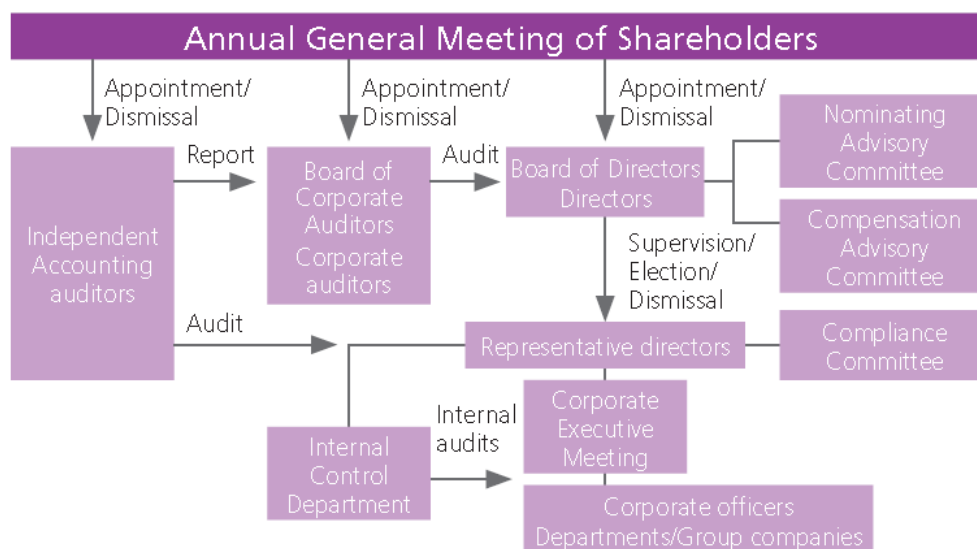 Annual General Meeting of Shareholders
Appointment/
Dismissal
Appointment/
Dismissal
Appointment/
Dismissal
Nominating
Advisory
Committee
Report
Audit
Board of
Corporate
Auditors
Corporate
auditors
Board of Directors
Directors
Independent
Accounting
auditors
Compensation
Advisory
Committee
Supervision/
Election/
Dismissal
Audit
Representative directors
Compliance
Committee
Internal
audits
Corporate
Executive
Meeting
Internal
Control
Department
Corporate officers
Departments/Group companies